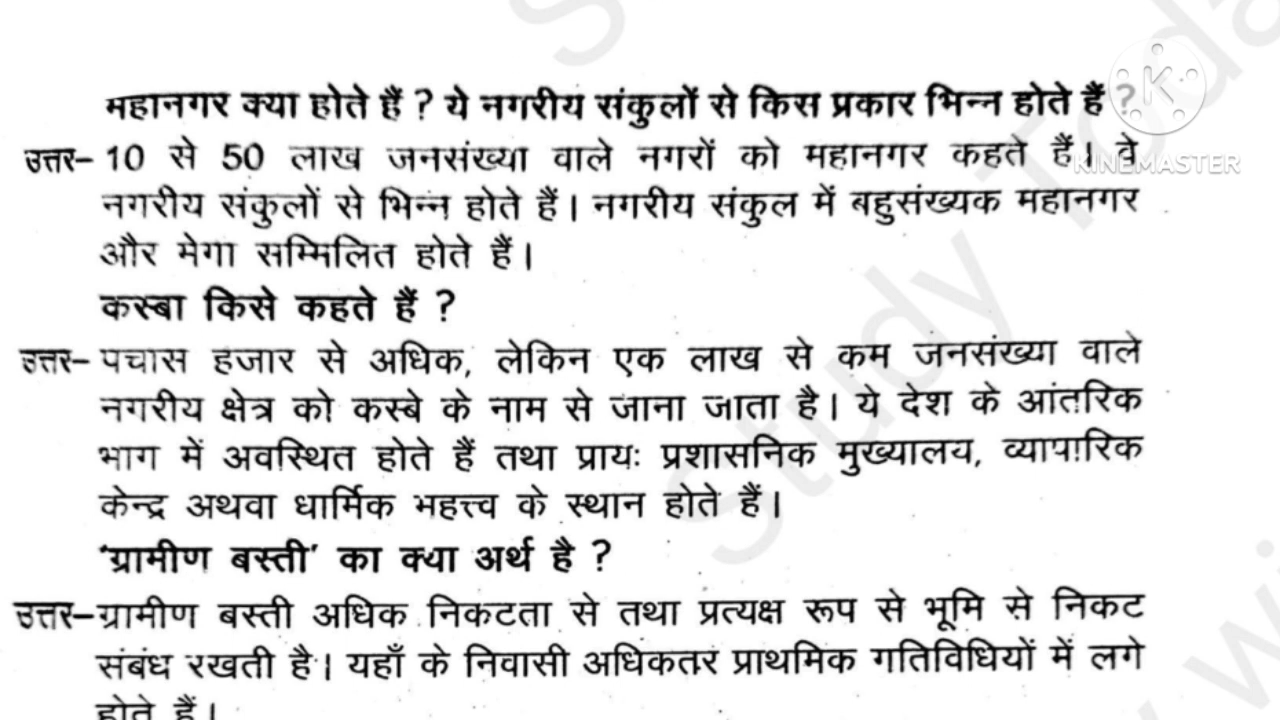 महानगर क्या होते हैं ? ये नगरीय संकुलों से किस प्रकार भिन्न होते हैं ?
उत्तर– 10 से 50 लाख जनसंख्या वाले नगरों को महानगर कहते हैं। वे
नगरीय संकुलों से भिन्न होते हैं। नगरीय संकुल में बहुसंख्यक महानगर
और मेगा सम्मिलित होते हैं।
कस्बा किसे कहते हैं ?
उत्तर– पचास हजार से अधिक, लेकिन एक लाख से कम जनसंख्या वाले
नगरीय क्षेत्र को कस्बे के नाम से जाना जाता है। ये देश के आंतरिक
भाग में अवस्थित होते हैं तथा प्रायः प्रशासनिक मुख्यालय, व्यापारिक
केन्द्र अथवा धार्मिक महत्त्व के स्थान होते हैं।
'ग्रामीण बस्ती' का क्या अर्थ है ?
उत्तर–ग्रामीण बस्ती अधिक निकटता से तथा प्रत्यक्ष रूप से भूमि से निकट
संबंध रखती है। यहाँ के निवासी अधिकतर प्राथमिक गतिविधियों में लगे
होते हैं।
K
KINEMASTER
Study Today